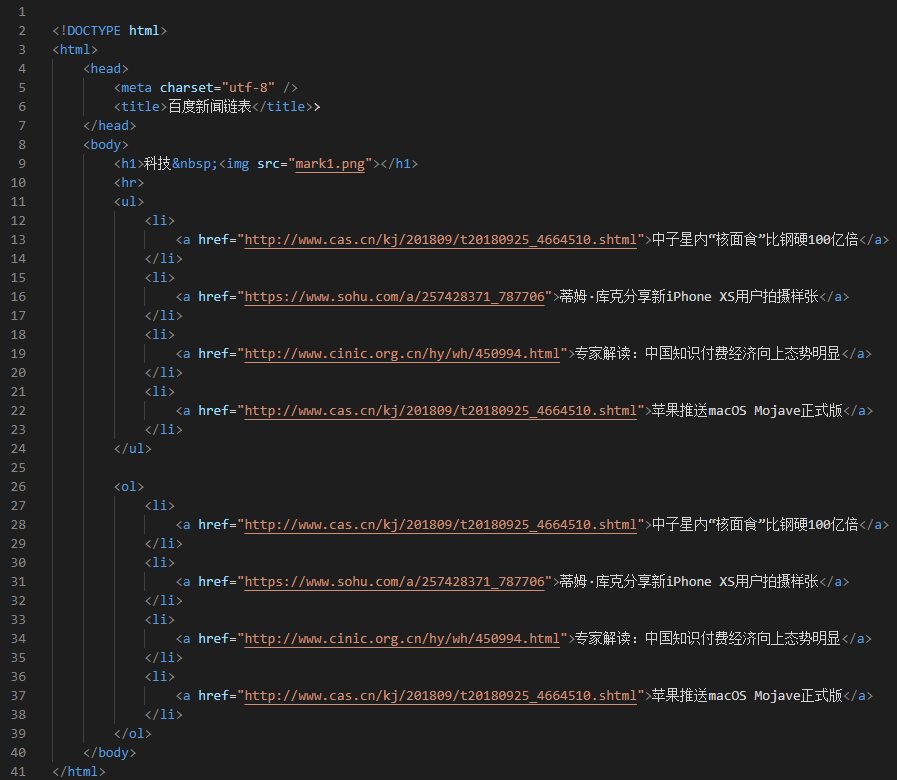 1
2 <!DOCTYPE html>
3 <html>
4 <head>
5 <meta charset="utf-8" />
6 <title>百度新闻链表</title>>
7 </head>
8 <body>
9 <h1>科技&nbsp;<img src="mark1.png"></h1>
10 <hr>
11 <ul>
12 <li>
13 <a href="http://www.cas.cn/kj/201809/t20180925_4664510.shtml">中子星内“核面食”比钢硬100亿倍</a>
14 </li>
15 <li>
16 <a href="https://www.sohu.com/a/257428371_787706">蒂姆·库克分享新iPhone XS用户拍摄样张</a>
17 </li>
18 <li>
19 <a href="http://www.cinic.org.cn/hy/wh/450994.html">专家解读：中国知识付费经济向上态势明显</a>
20 </li>
21 <li>
22 <a href="http://www.cas.cn/kj/201809/t20180925_4664510.shtml">苹果推送macOS Mojave正式版</a>
23 </li>
24 </ul>
25
26 <ol>
27 <li>
28 <a href="http://www.cas.cn/kj/201809/t20180925_4664510.shtml">中子星内“核面食”比钢硬100亿倍</a>
29 </li>
30 <li>
31 <a href="https://www.sohu.com/a/257428371_787706">蒂姆·库克分享新iPhone XS用户拍摄样张</a>
32 </li>
33 <li>
34 <a href="http://www.cinic.org.cn/hy/wh/450994.html">专家解读：中国知识付费经济向上态势明显</a>
35 </li>
36 <li>
37 <a href="http://www.cas.cn/kj/201809/t20180925_4664510.shtml">苹果推送macOS Mojave正式版</a>
38 </li>
39 </ol>
40 </body>
41 </html>